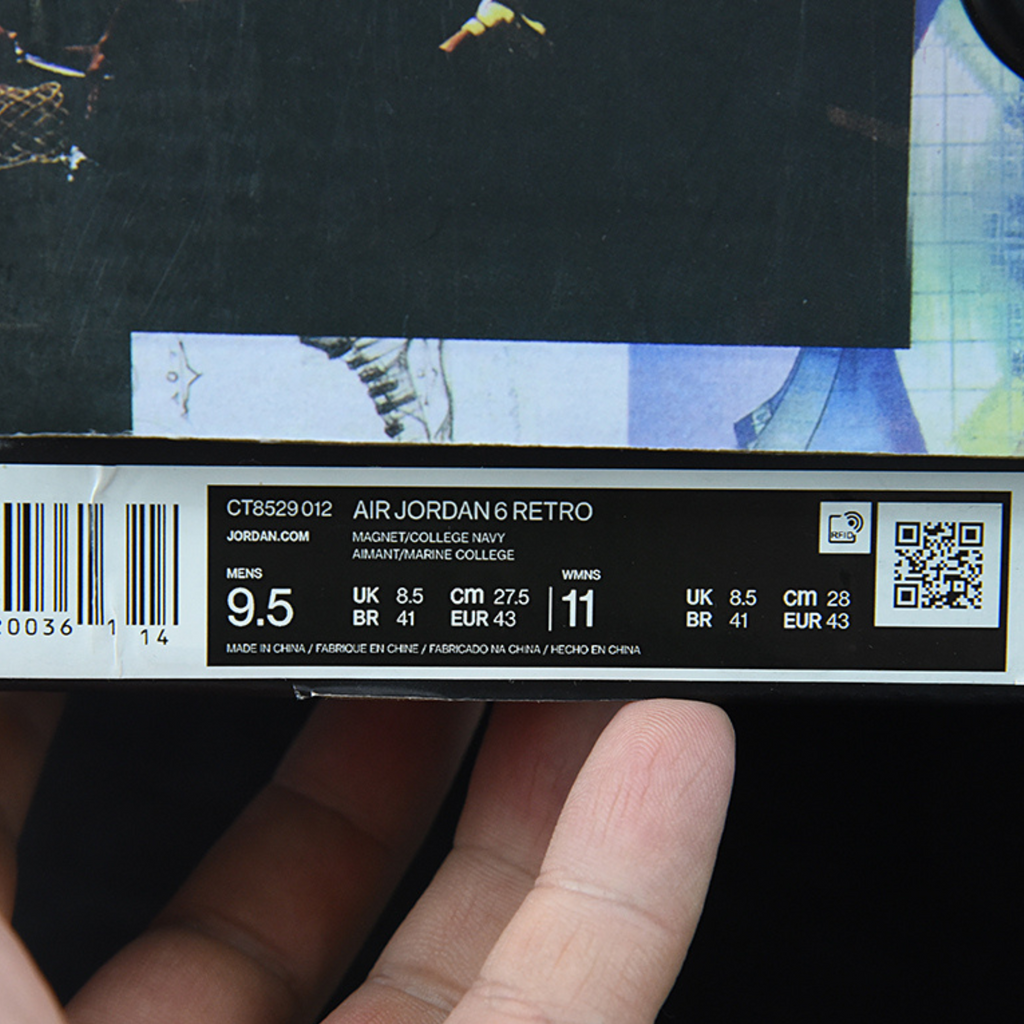 CT8529 012 AIR JORDAN 6 RETRO
JORDAN.COM MAGNET/COLLEGE NAVY
AIMANT/MARINE COLLEGE
RFID
MENS
9.5
UK 8.5 cm 27.5
BR 41 EUR 43
WMNS
11
UK 8.5 cm 28
BR 41 EUR 43
MADE IN CHINA / FABRIQUE EN CHINE / FABRICADO NA CHINA / HECHO EN CHINA
0036 1
14